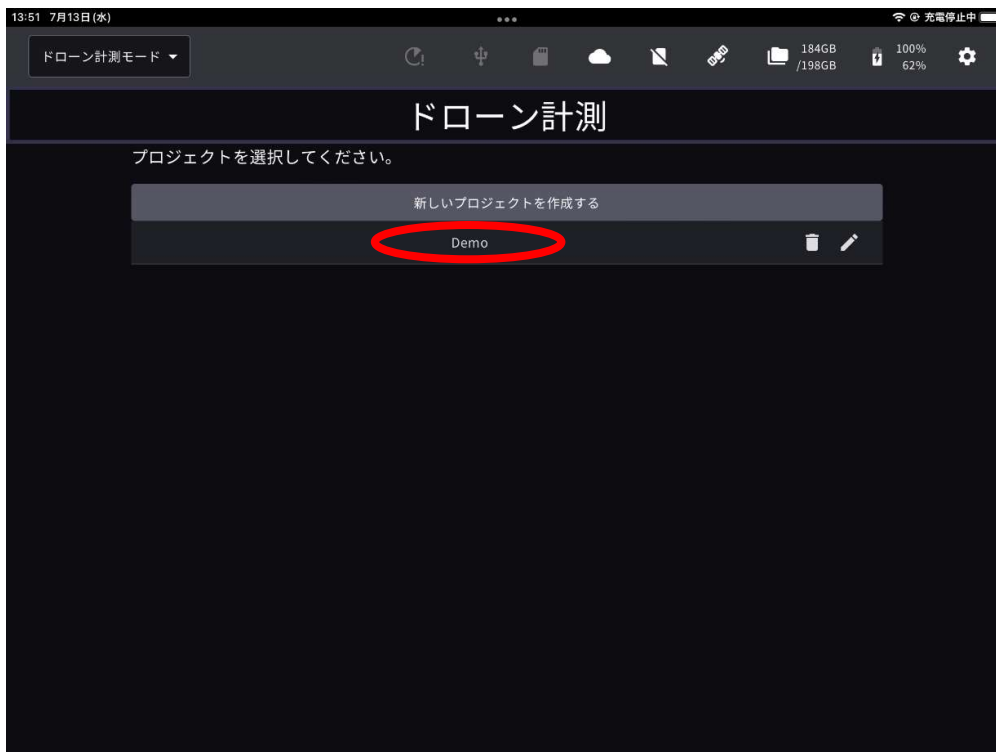 13:51 7月13日(水)
充電停止中
ドローン計測モード
184GB
/198GB
100%
62%
ドローン計測
プロジェクトを選択してください。
新しいプロジェクトを作成する
Demo